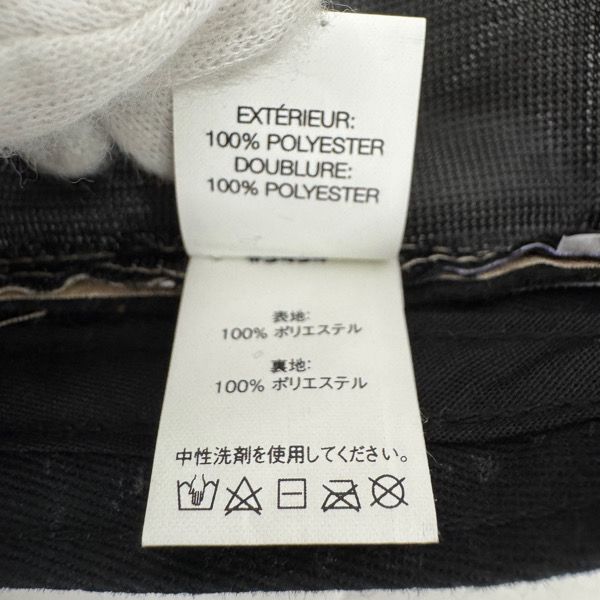 EXTÉRIEUR:
100% POLYESTER
DOUBLURE:
100% POLYESTER
表地:
100% ポリエステル
裏地:
100% ポリエステル
中性洗剤を使用してください。